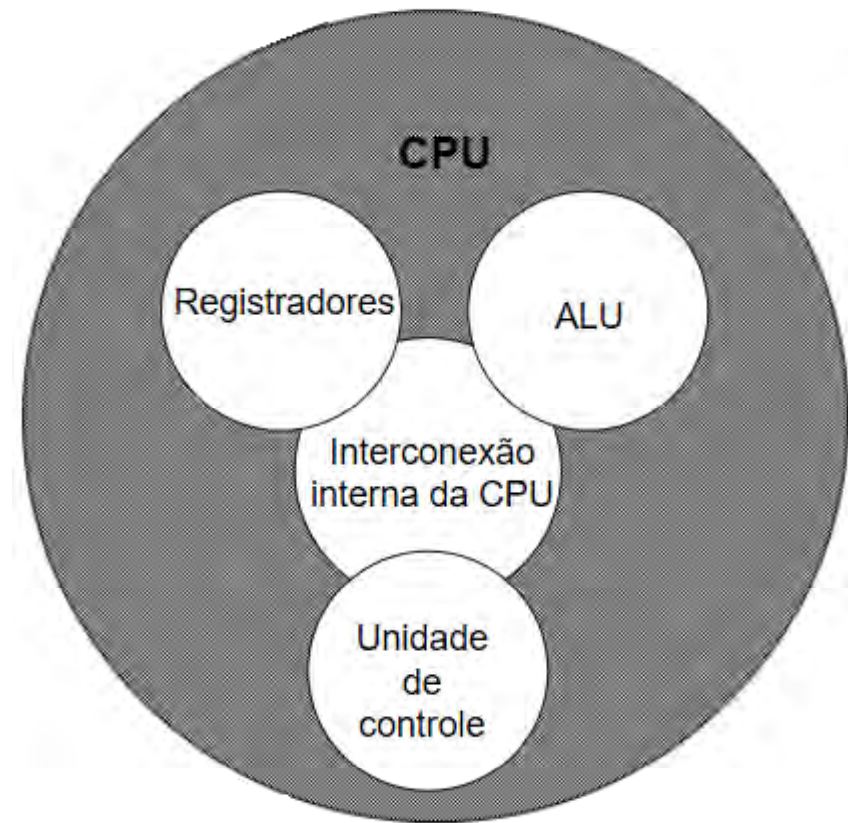 CPU
Registradores
ALU
Interconexão
interna da CPU
Unidade
de
controle